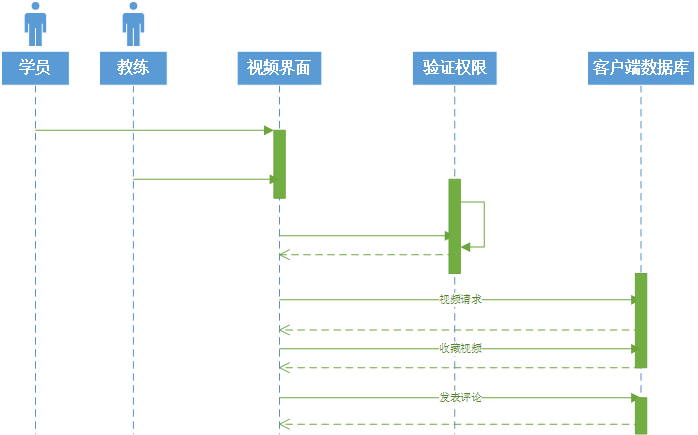 学员
教练
视频界面
验证权限
客户端数据库
视频请求
收藏视频
发表评论